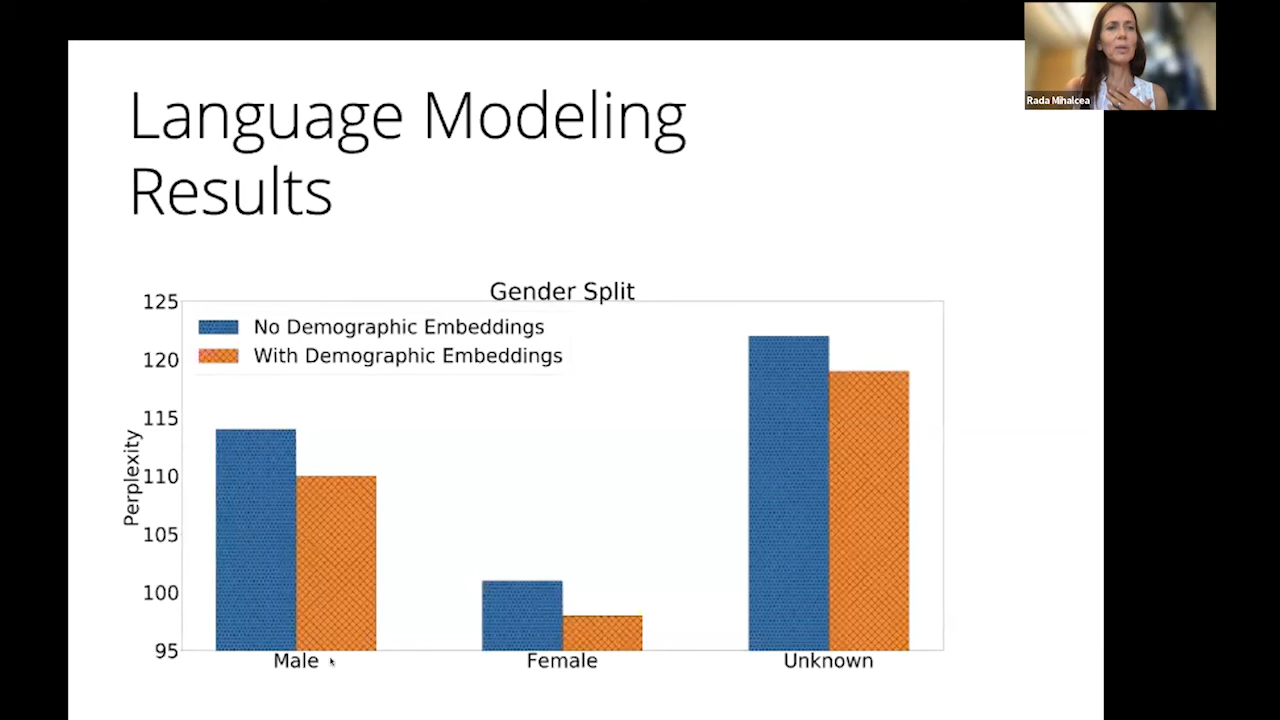 Rada Mihalcea
Language Modeling
Results
Gender Split
No Demographic Embeddings
With Demographic Embeddings
Perplexity
125
120
115
110
105
100
95
Male
Female
Unknown